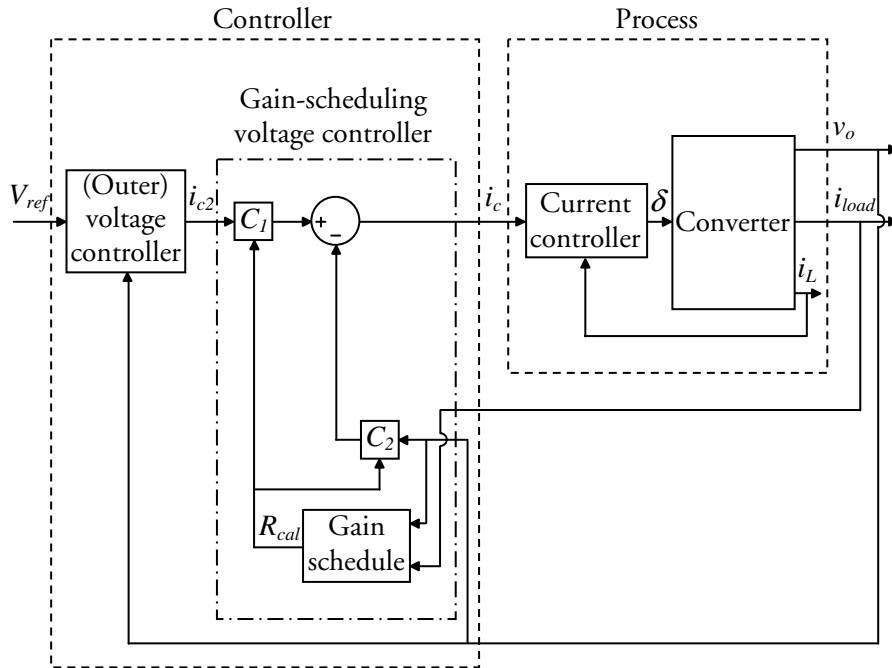 Controller
Process
Gain-scheduling
voltage controller
V_ref
(Outer)
voltage
controller
i_c2
C_1
+
−
i_c
Current
controller
δ
Converter
v_o
i_load
i_L
C_2
R_cal
Gain
schedule